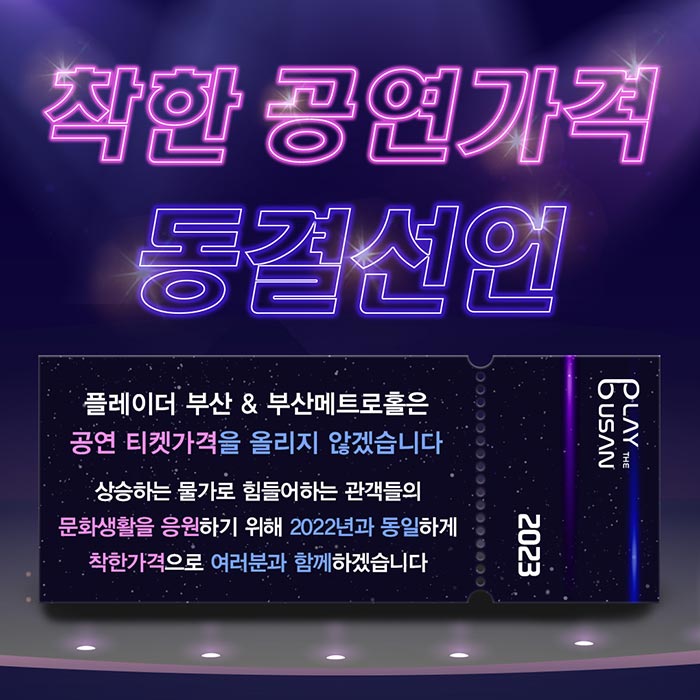 착한 공연가격
동결선언
플레이더 부산 & 부산메트로홀은
공연 티켓가격을 올리지 않겠습니다
상승하는 물가로 힘들어하는 관객들의
문화생활을 응원하기 위해 2022년과 동일하게
착한가격으로 여러분과 함께하겠습니다
2023
PLAY THE
BUSAN